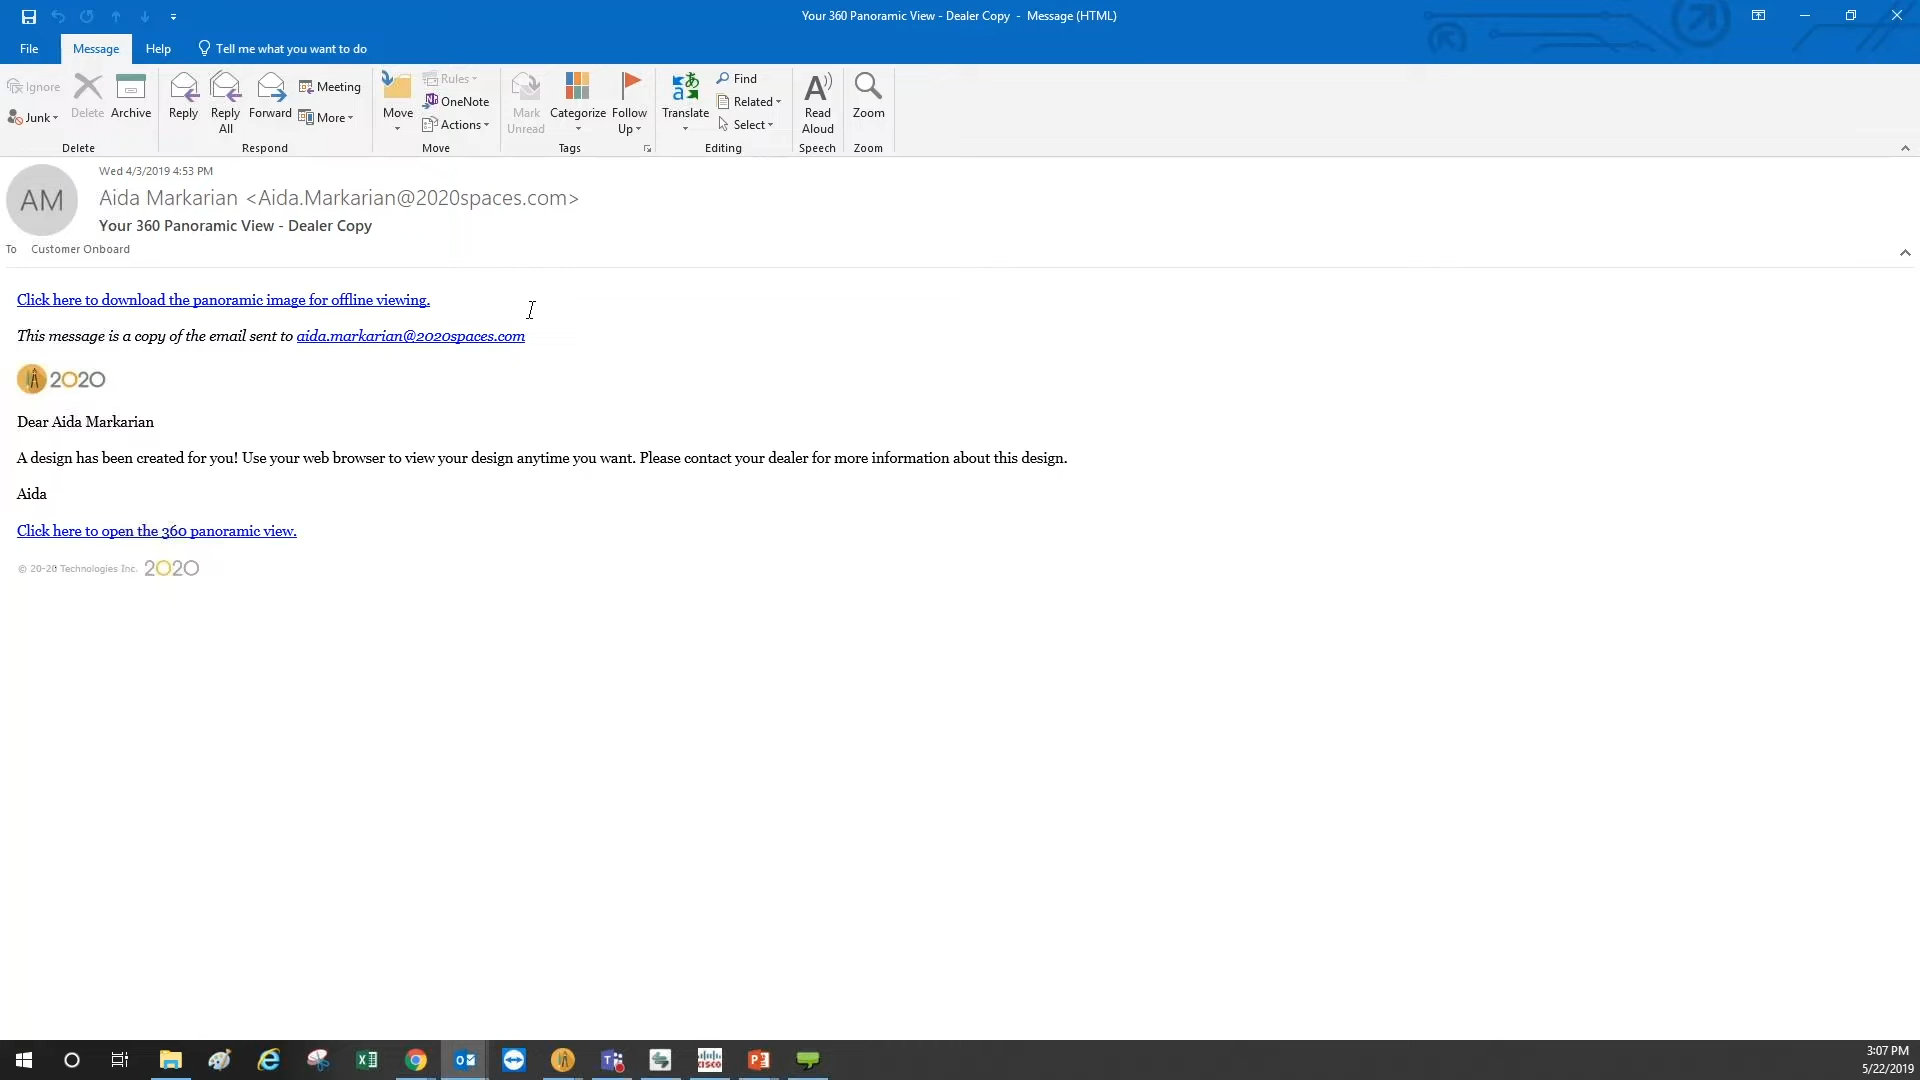 Your 360 Panoramic View - Dealer Copy - Message (HTML)
File Message Help Tell me what you want to do
Ignore
Junk
Delete
Archive
Delete
Reply
Reply All
Forward
Meeting
More
Respond
Move
Rules
OneNote
Actions
Move
Mark Unread
Categorize
Follow Up
Tags
Translate
Find
Related
Select
Editing
Read Aloud
Speech
Zoom
Zoom
AM
Wed 4/3/2019 4:53 PM
Aida Markarian <Aida.Markarian@2020spaces.com>
Your 360 Panoramic View - Dealer Copy
To Customer Onboard
Click here to download the panoramic image for offline viewing.
This message is a copy of the email sent to aida.markarian@2020spaces.com
2020
Dear Aida Markarian
A design has been created for you! Use your web browser to view your design anytime you want. Please contact your dealer for more information about this design.
Aida
Click here to open the 360 panoramic view.
© 20-20 Technologies Inc. 2020
cisco
3:07 PM
5/22/2019